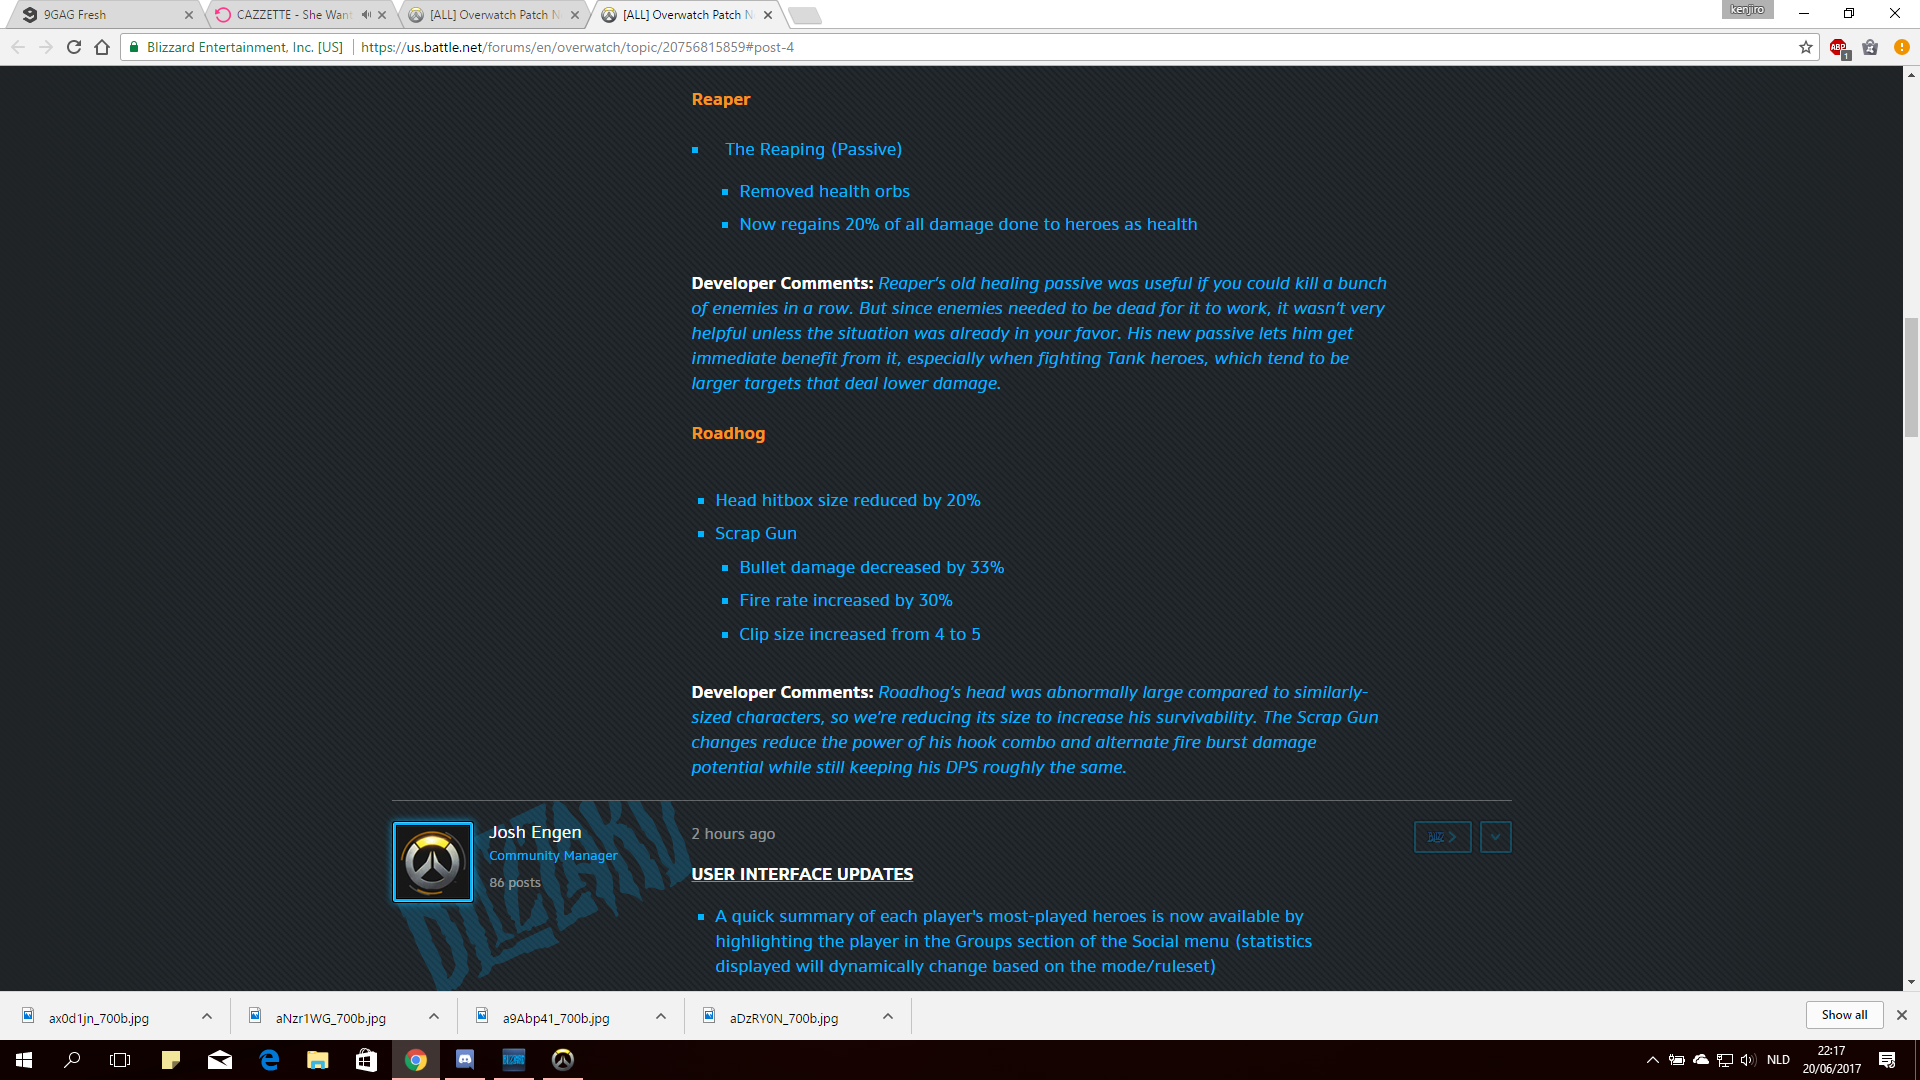 kenjiro
9GAG Fresh
CAZZETTE - She Want
[ALL] Overwatch Patch N
[ALL] Overwatch Patch N
Blizzard Entertainment, Inc. [US]
https://us.battle.net/forums/en/overwatch/topic/20756815859#post-4
ABP
1
Reaper
The Reaping (Passive)
Removed health orbs
Now regains 20% of all damage done to heroes as health
Developer Comments: Reaper’s old healing passive was useful if you could kill a bunch
of enemies in a row. But since enemies needed to be dead for it to work, it wasn’t very
helpful unless the situation was already in your favor. His new passive lets him get
immediate benefit from it, especially when fighting Tank heroes, which tend to be
larger targets that deal lower damage.
Roadhog
Head hitbox size reduced by 20%
Scrap Gun
Bullet damage decreased by 33%
Fire rate increased by 30%
Clip size increased from 4 to 5
Developer Comments: Roadhog’s head was abnormally large compared to similarly-
sized characters, so we’re reducing its size to increase his survivability. The Scrap Gun
changes reduce the power of his hook combo and alternate fire burst damage
potential while still keeping his DPS roughly the same.
BLIZZARD
Josh Engen
Community Manager
86 posts
2 hours ago
USER INTERFACE UPDATES
A quick summary of each player's most-played heroes is now available by
highlighting the player in the Groups section of the Social menu (statistics
displayed will dynamically change based on the mode/ruleset)
ax0d1jn_700b.jpg
aNzr1WG_700b.jpg
a9Abp41_700b.jpg
aDzRY0N_700b.jpg
Show all
NLD
22:17
20/06/2017